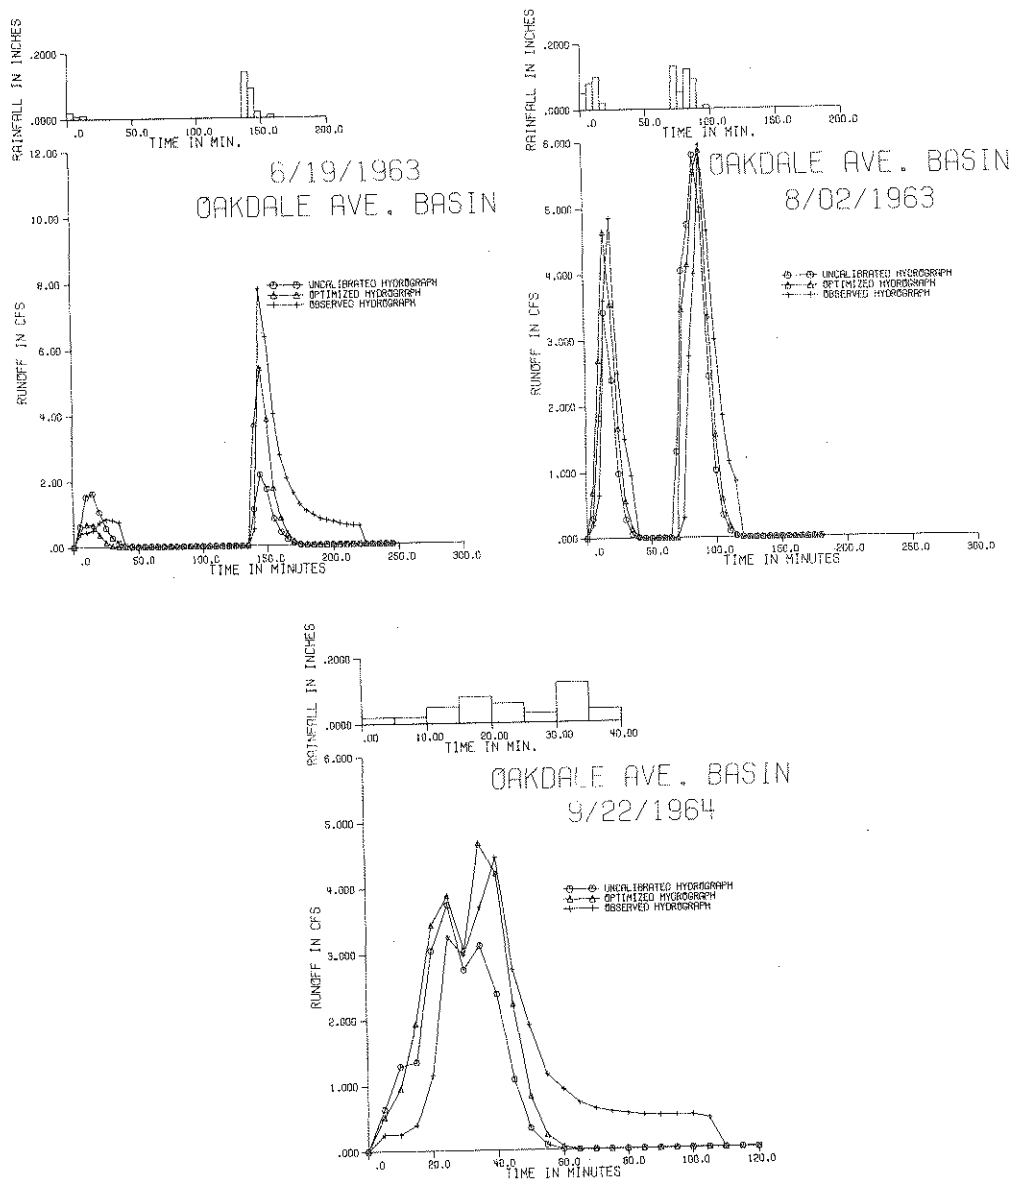 RAINFALL IN INCHES
.2000
.0900
.0 50.0 100.0 150.0 200.0
TIME IN MIN.
6/19/1963
OAKDALE AVE. BASIN
RUNOFF IN CFS
12.00
10.00
8.00
6.00
4.00
2.00
.00
UNCALIBRATED HYDROGRAPH
OPTIMIZED HYDROGRAPH
OBSERVED HYDROGRAPH
.0 50.0 100.0 150.0 200.0 250.0 300.0
TIME IN MINUTES
RAINFALL IN INCHES
.2000
.0000
.0 50.0 100.0 150.0 200.0
TIME IN MIN.
OAKDALE AVE. BASIN
8/02/1963
RUNOFF IN CFS
6.000
5.000
4.000
3.000
2.000
1.000
.000
UNCALIBRATED HYDROGRAPH
OPTIMIZED HYDROGRAPH
OBSERVED HYDROGRAPH
.0 50.0 100.0 150.0 200.0 250.0 300.0
TIME IN MINUTES
RAINFALL IN INCHES
.2000
.0000
.00 10.00 20.00 30.00 40.00
TIME IN MIN.
OAKDALE AVE. BASIN
9/22/1964
RUNOFF IN CFS
6.000
5.000
4.000
3.000
2.000
1.000
.000
UNCALIBRATED HYDROGRAPH
OPTIMIZED HYDROGRAPH
OBSERVED HYDROGRAPH
.0 20.0 40.0 60.0 80.0 100.0 120.0
TIME IN MINUTES